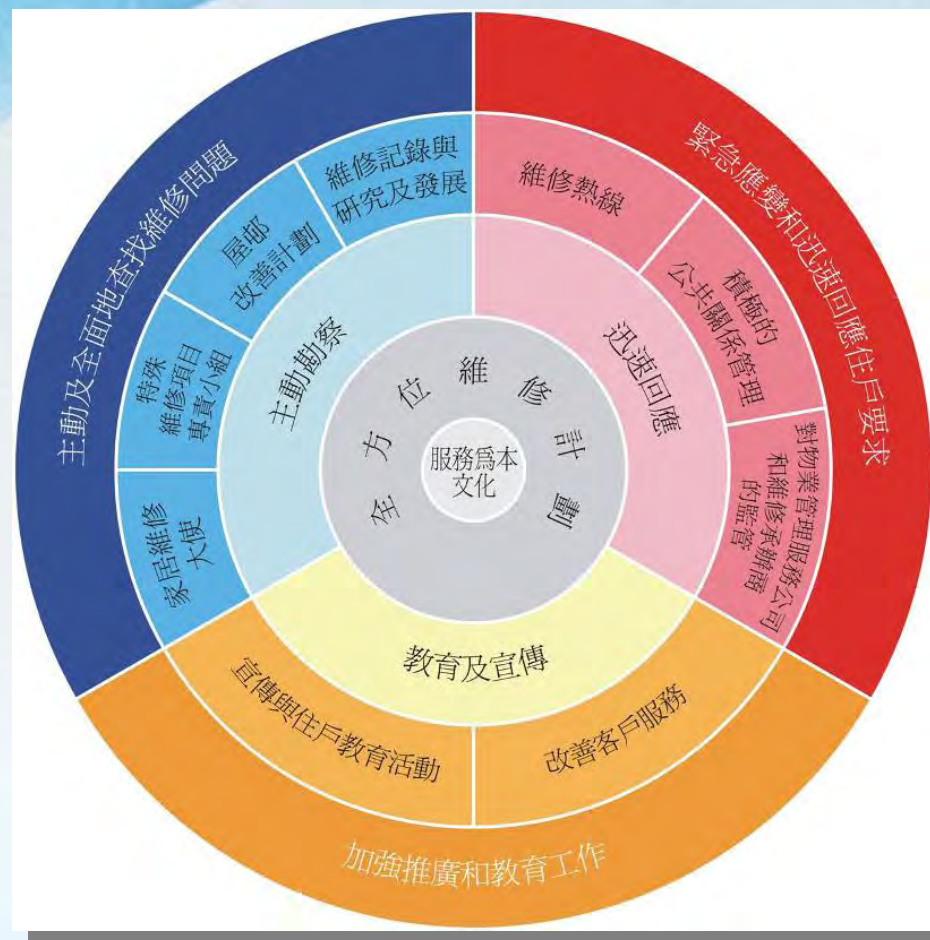 服務爲本
文化
全方位維修計劃
主動勘察
迅速回應
教育及宣傳
維修記錄與
研究及發展
屋邨
改善計劃
特殊
維修項目
專責小組
家居維修
大使
維修熱線
積極的
公共關係管理
對物業管理服務公司
和維修承辦商
的監管
宣傳與住戶教育活動
改善客戶服務
主動及全面地查找維修問題
緊急應變和迅速回應住戶要求
加強推廣和教育工作